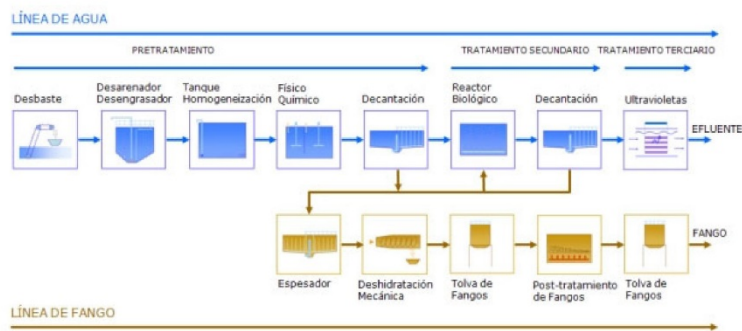 LÍNEA DE AGUA
PRETRATAMIENTO
TRATAMIENTO SECUNDARIO
TRATAMIENTO TERCIARIO
Desbaste
Desarenador
Desengrasador
Tanque
Homogeneización
Físico
Químico
Decantación
Reactor
Biológico
Decantación
Ultravioletas
EFLUENTE
FANGO
Espesador
Deshidratación
Mecánica
Tolva de
Fangos
Post-tratamiento
de Fangos
Tolva de
Fangos
LÍNEA DE FANGO